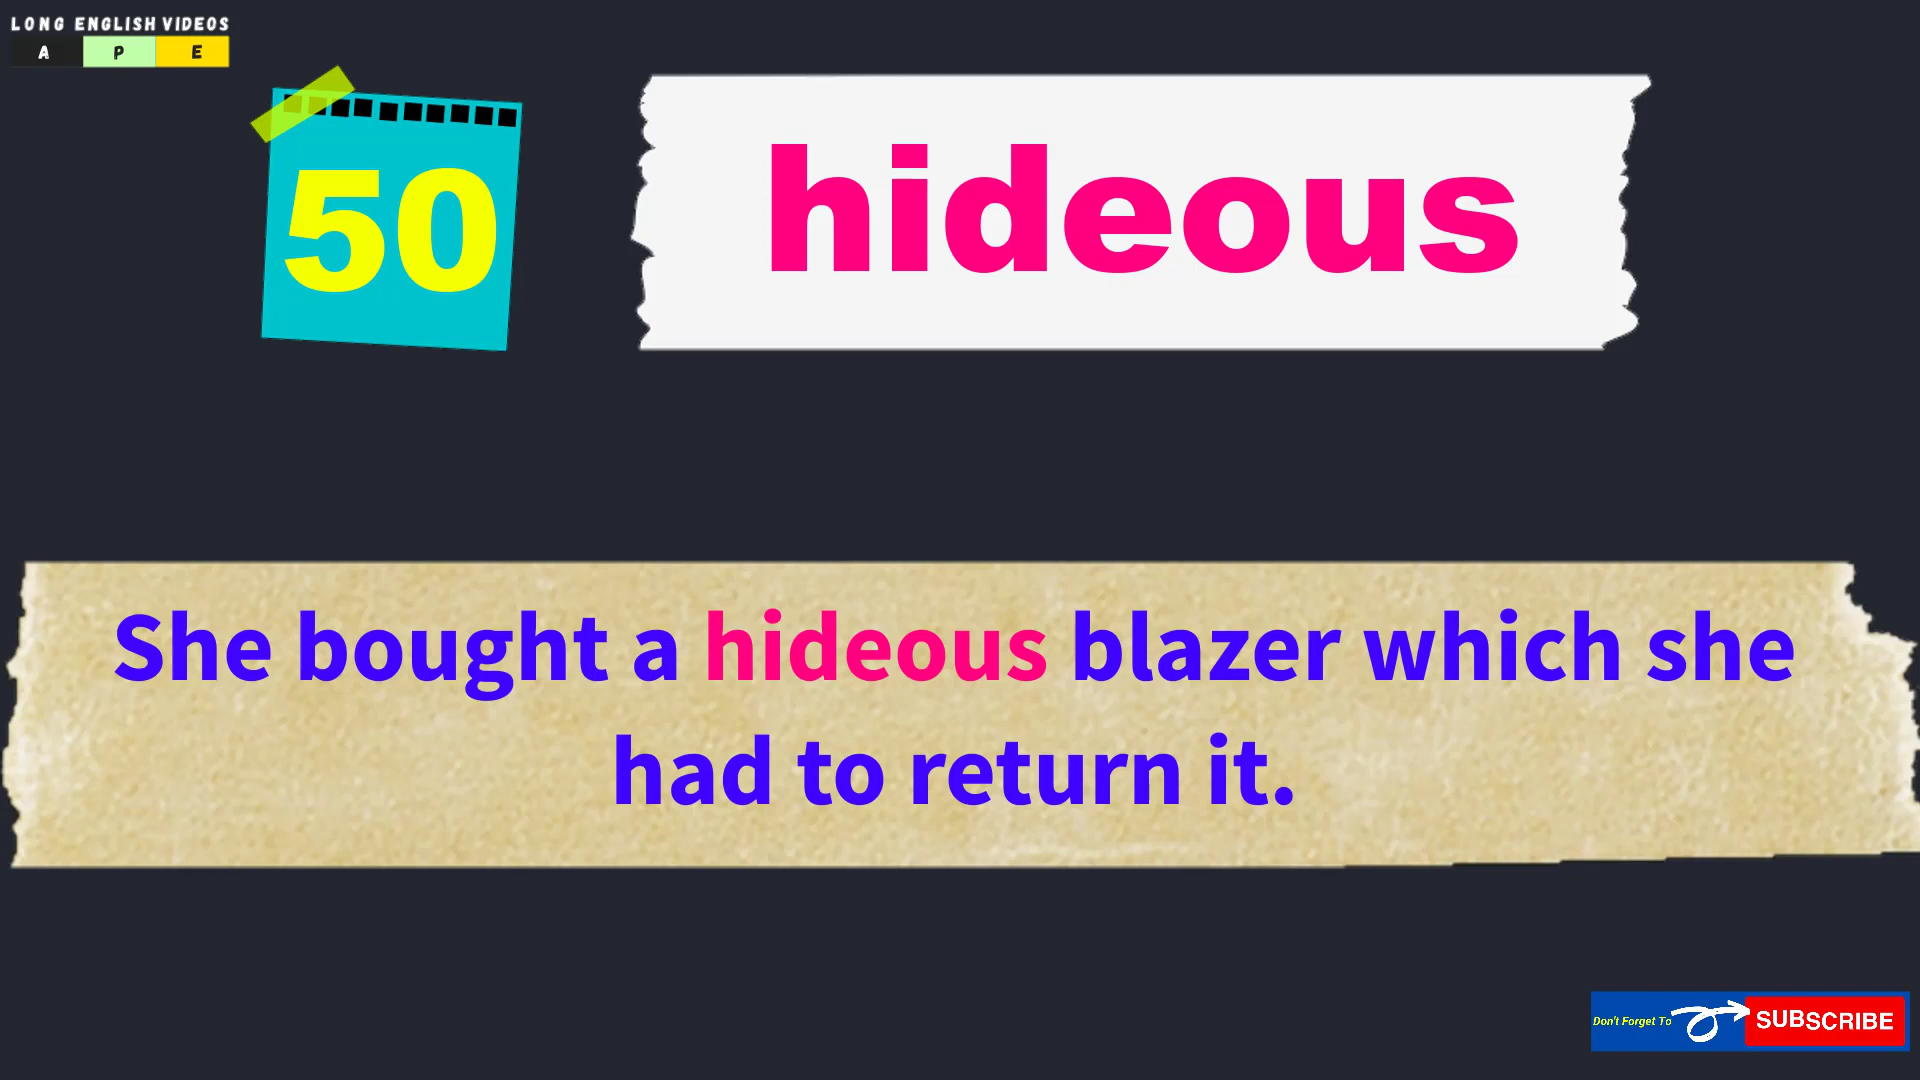 LONG ENGLISH VIDEOS
A P E
50
hideous
She bought a hideous blazer which she
had to return it.
Don't Forget To
SUBSCRIBE